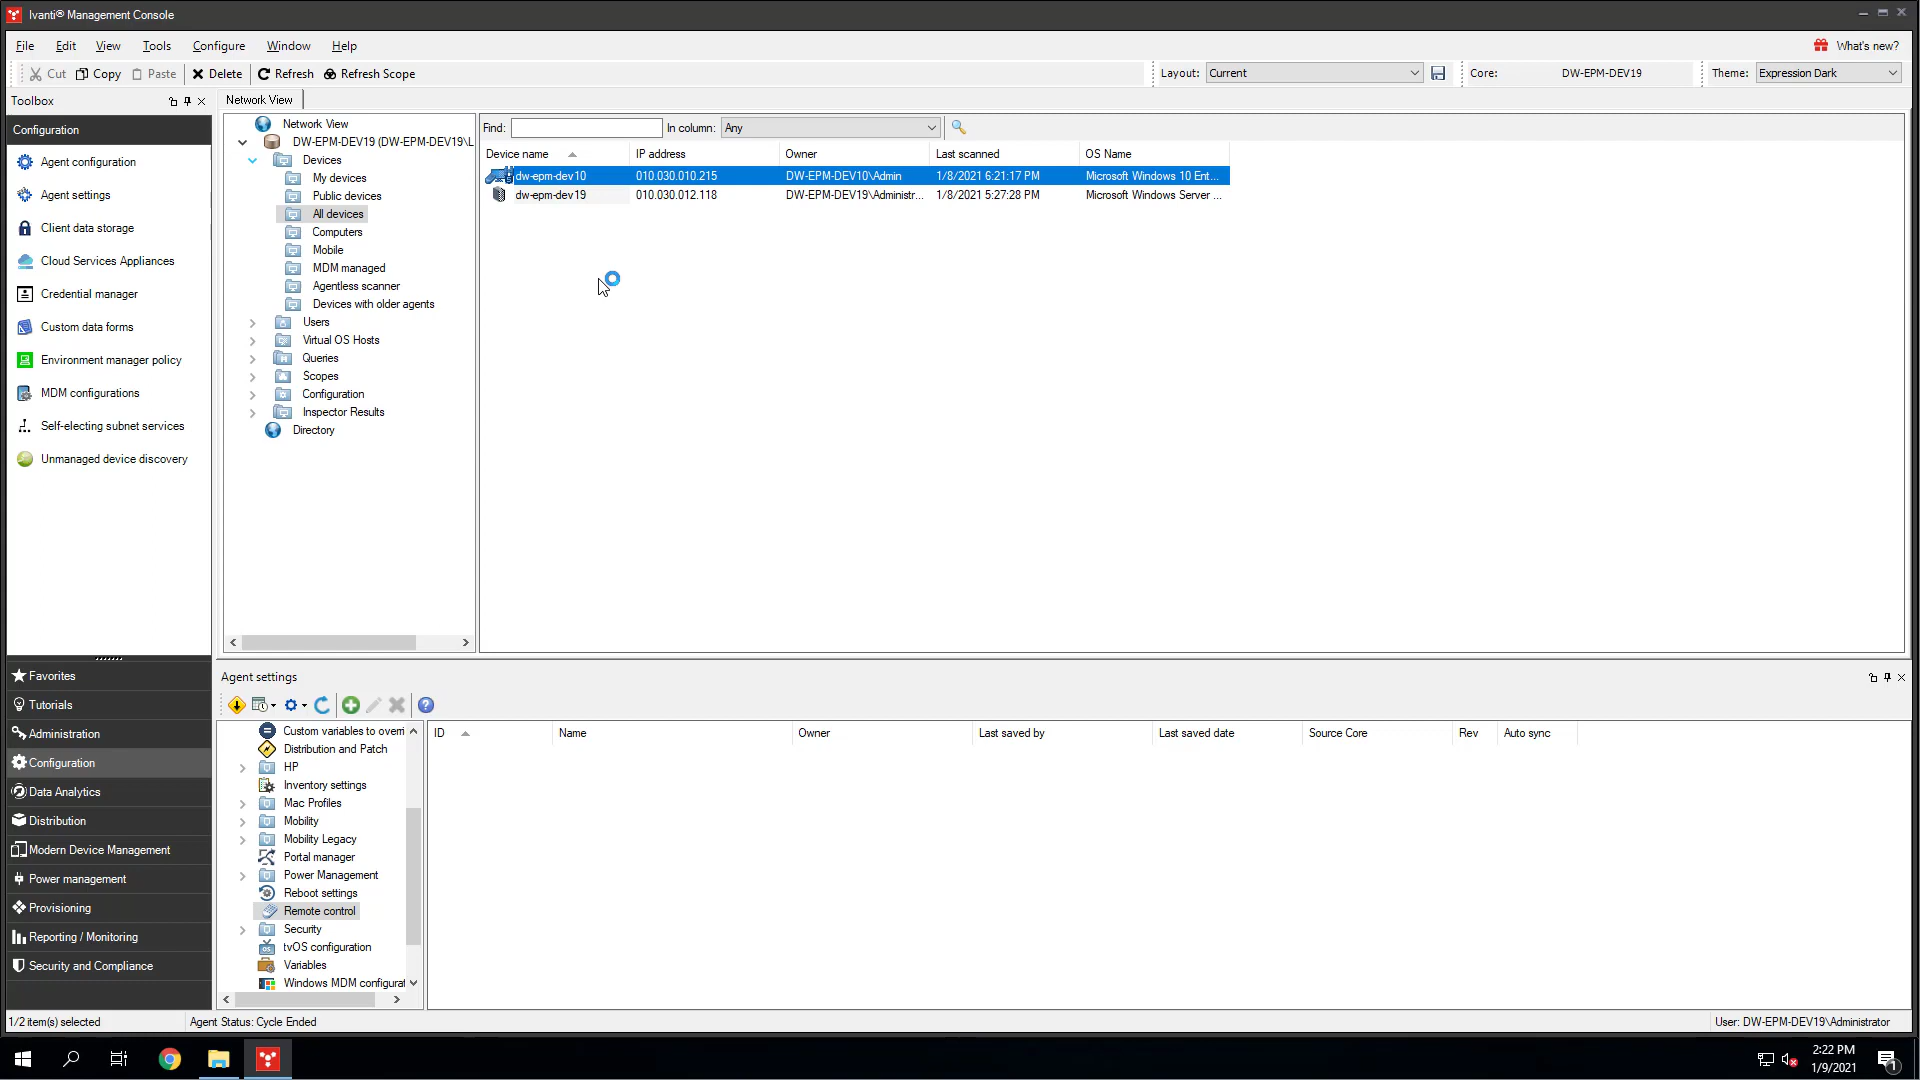 Ivanti® Management Console
File Edit View Tools Configure Window Help What's new?
Cut Copy Paste Delete Refresh Refresh Scope Layout: Current Core: DW-EPM-DEV19 Theme: Expression Dark
Toolbox
Network View
Configuration
Agent configuration
Agent settings
Client data storage
Cloud Services Appliances
Credential manager
Custom data forms
Environment manager policy
MDM configurations
Self-electing subnet services
Unmanaged device discovery
Favorites
Tutorials
Administration
Configuration
Data Analytics
Distribution
Modern Device Management
Power management
Provisioning
Reporting / Monitoring
Security and Compliance
Network View
DW-EPM-DEV19 (DW-EPM-DEV19\L
Devices
My devices
Public devices
All devices
Computers
Mobile
MDM managed
Agentless scanner
Devices with older agents
Users
Virtual OS Hosts
Queries
Scopes
Configuration
Inspector Results
Directory
Find: In column: Any
Device name IP address Owner Last scanned OS Name
dw-epm-dev10 010.030.010.215 DW-EPM-DEV10\Admin 1/8/2021 6:21:17 PM Microsoft Windows 10 Ent...
dw-epm-dev19 010.030.012.118 DW-EPM-DEV19\Administr... 1/8/2021 5:27:28 PM Microsoft Windows Server ...
Agent settings
Custom variables to overri
Distribution and Patch
HP
Inventory settings
Mac Profiles
Mobility
Mobility Legacy
Portal manager
Power Management
Reboot settings
Remote control
Security
tvOS configuration
Variables
Windows MDM configurat
ID Name Owner Last saved by Last saved date Source Core Rev Auto sync
1/2 item(s) selected Agent Status: Cycle Ended User: DW-EPM-DEV19\Administrator
2:22 PM
1/9/2021
1